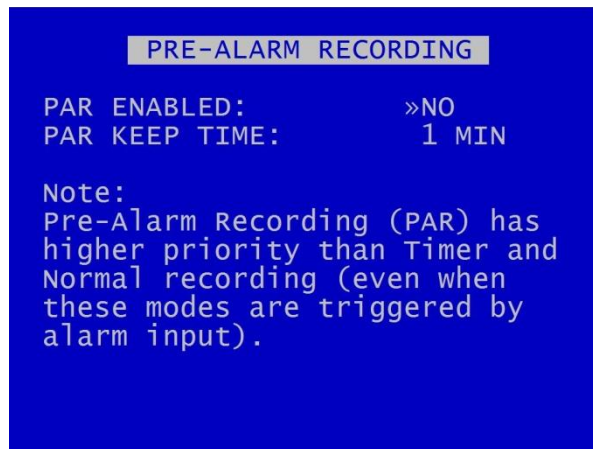 PRE-ALARM RECORDING
PAR ENABLED: »NO
PAR KEEP TIME: 1 MIN
Note:
Pre-Alarm Recording (PAR) has
higher priority than Timer and
Normal recording (even when
these modes are triggered by
alarm input).